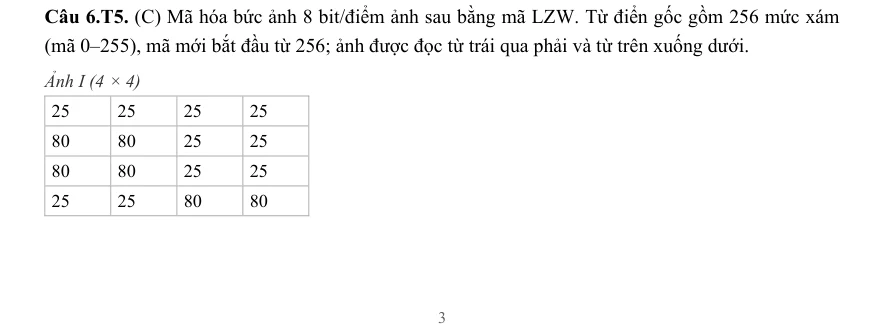 Câu 6.T5. (C) Mã hóa bức ảnh 8 bit/điểm ảnh sau bằng mã LZW. Từ điển gốc gồm 256 mức xám
(mã 0–255), mã mới bắt đầu từ 256; ảnh được đọc từ trái qua phải và từ trên xuống dưới.
Ảnh I (4 × 4)
25 25 25 25
80 80 25 25
80 80 25 25
25 25 80 80
3